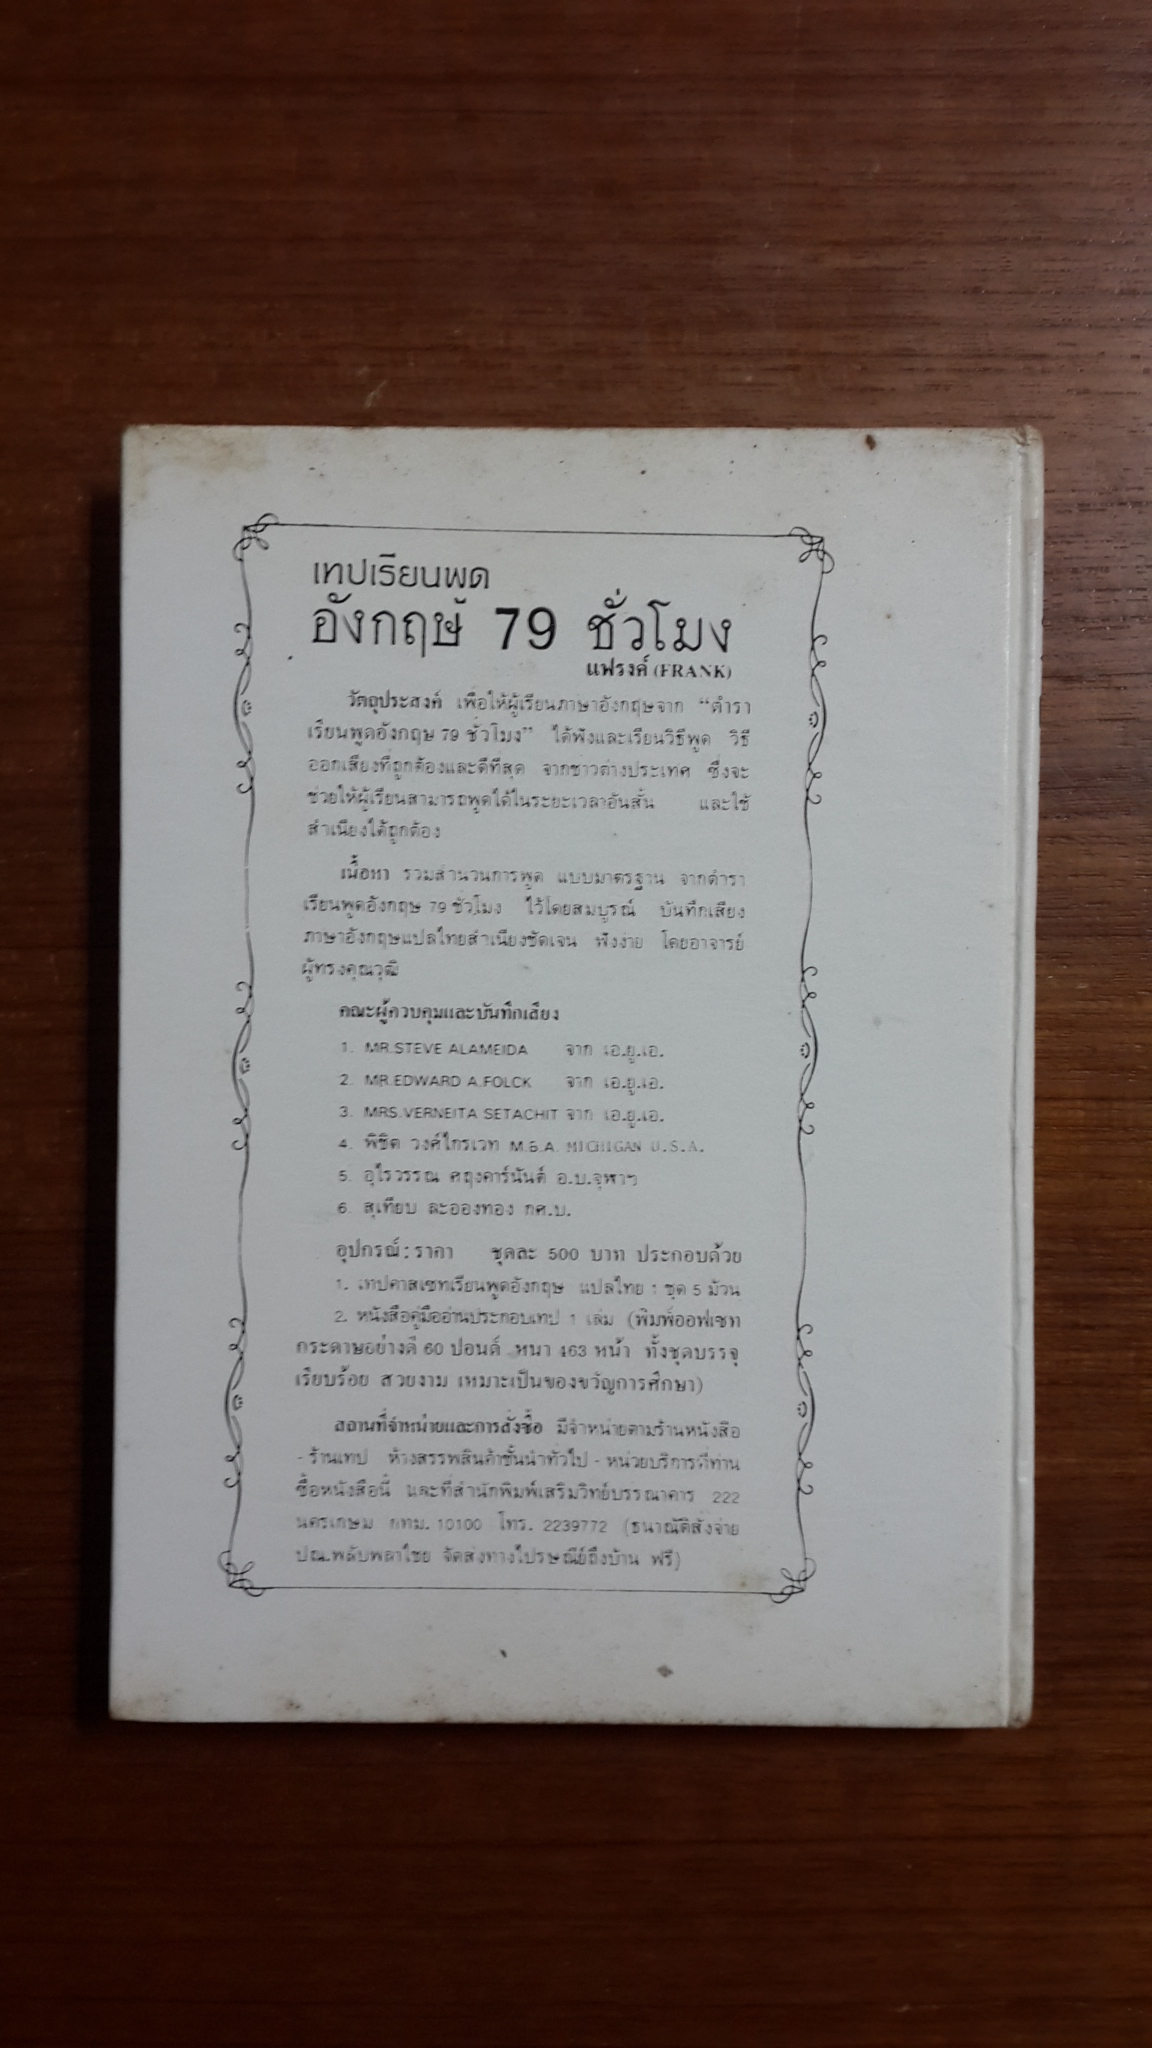 เทปเรียนพูด
อังกฤษ 79 ชั่วโมง
แฟรงค์ (FRANK)
วัตถุประสงค์ เพื่อให้ผู้เรียนภาษาอังกฤษจาก “ตำรา
เรียนพูดอังกฤษ 79 ชั่วโมง” ได้ฟังและเรียนวิธีพูด วิธี
ออกเสียงที่ถูกต้องและดีที่สุด จากชาวต่างประเทศ ซึ่งจะ
ช่วยให้ผู้เรียนสามารถพูดได้ในระยะเวลาอันสั้น และใช้
สำเนียงได้ถูกต้อง
เนื้อหา รวมสำนวนการพูด แบบมาตรฐาน จากตำรา
เรียนพูดอังกฤษ 79 ชั่วโมง ไว้โดยสมบูรณ์ บันทึกเสียง
ภาษาอังกฤษแปลไทยสำเนียงชัดเจน ฟังง่าย โดยอาจารย์
ผู้ทรงคุณวุฒิ
คณะผู้ควบคุมและบันทึกเสียง
1. MR.STEVE ALAMEIDA จาก เอ.ยู.เอ.
2. MR.EDWARD A.FOLCK จาก เอ.ยู.เอ.
3. MRS.VERNEITA SETACHIT จาก เอ.ยู.เอ.
4. พิชิต วงศ์ไกรเวท M.B.A. MICHIGAN U.S.A.
5. อุไรวรรณ ศฤงคาร์นันต์ อ.บ.จุฬาฯ
6. สุเทียบ ละอองทอง กศ.บ.
อุปกรณ์ : ราคา ชุดละ 500 บาท ประกอบด้วย
1. เทปคาสเซทเรียนพูดอังกฤษ แปลไทย 1 ชุด 5 ม้วน
2. หนังสือคู่มืออ่านประกอบเทป 1 เล่ม (พิมพ์ออฟเซท
กระดาษอย่างดี 60 ปอนด์ หนา 463 หน้า ทั้งชุดบรรจุ
เรียบร้อย สวยงาม เหมาะเป็นของขวัญการศึกษา)
สถานที่จำหน่ายและการสั่งซื้อ มีจำหน่ายตามร้านหนังสือ
- ร้านเทป ห้างสรรพสินค้าชั้นนำทั่วไป - หน่วยบริการที่ท่าน
ซื้อหนังสือนี้ และที่สำนักพิมพ์เสริมวิทย์บรรณาคาร 222
นครเกษม กทม. 10100 โทร. 2239772 (ธนาณัติสั่งจ่าย
ปณ.พลับพลาไชย จัดส่งทางไปรษณีย์ถึงบ้าน ฟรี)